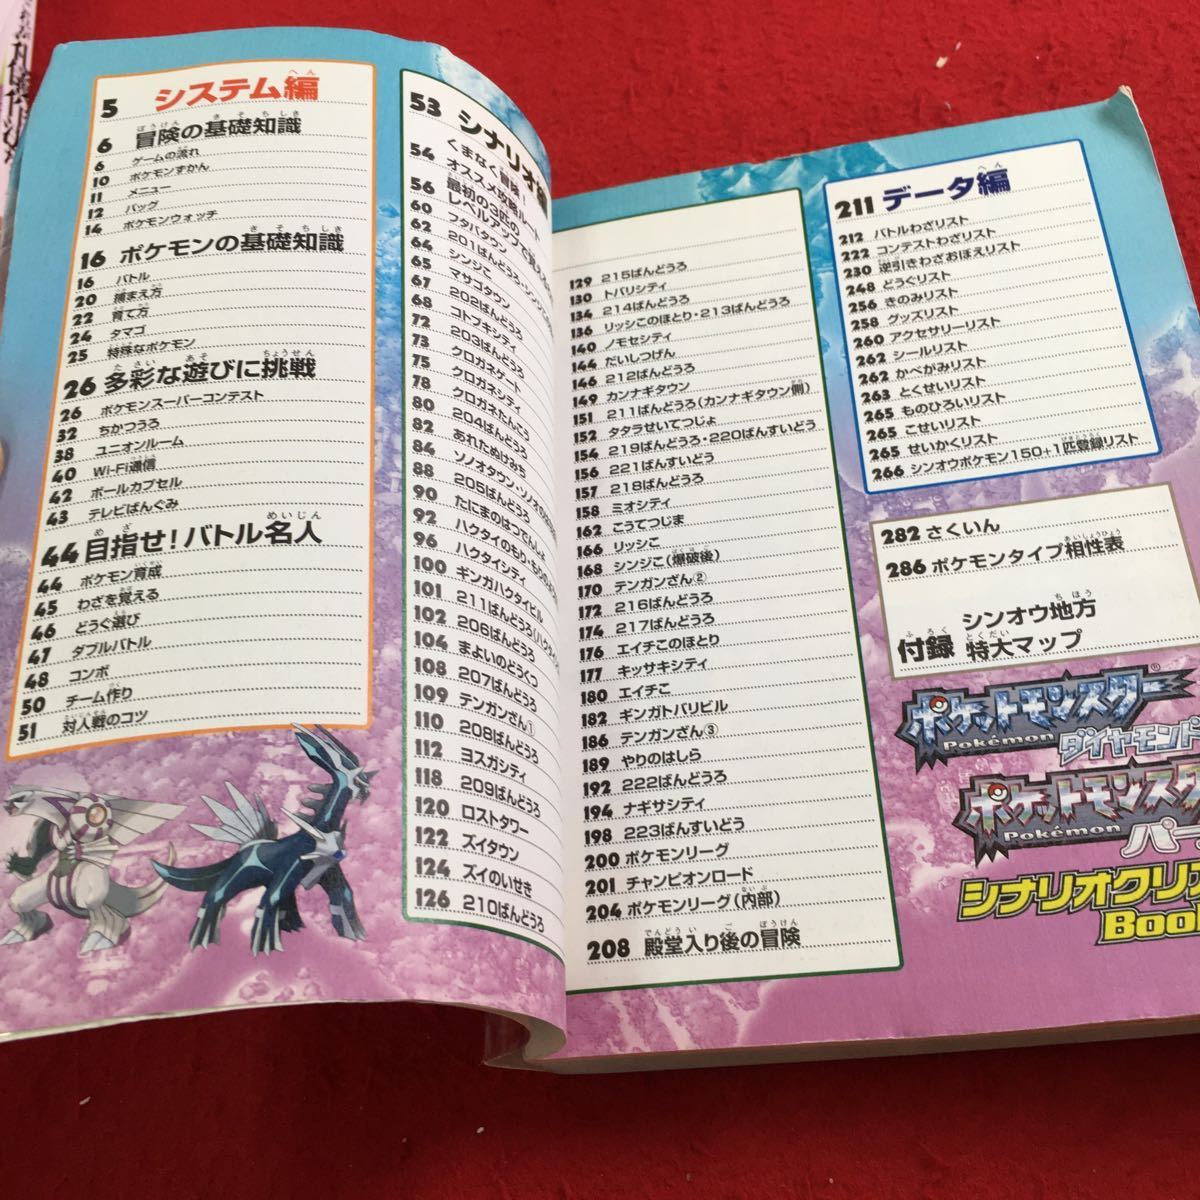 5 システム編
6 冒険の基礎知識
6 ゲームの流れ
10 ポケモンずかん
11 メニュー
12 バッグ
14 ポケモンウォッチ
16 ポケモンの基礎知識
16 バトル
20 捕まえ方
22 育て方
24 タマゴ
25 特殊なポケモン
26 多彩な遊びに挑戦
26 ポケモンスーパーコンテスト
32 ちかつうろ
38 ユニオンルーム
40 Wi-Fi通信
42 ボールカプセル
43 テレビばんぐみ
44 目指せ!バトル名人
44 ポケモン育成
45 わざを覚える
46 どうぐ選び
47 ダブルバトル
48 コンボ
50 チーム作り
51 対人戦のコツ
53 シナリオ編
54 くまなく冒険!
オススメ攻略ルート
56 最初の3匹の
レベルアップで覚え
60 フタバタウン
62 201ばんどうろ
64 シンジこ
65 マサゴタウン
67 202ばんどうろ
68 コトブキシティ
72 203ばんどうろ
73 クロガネゲート
75 クロガネシティ
78 クロガネたんこう
80 204ばんどうろ
82 あれたぬけみち
84 ソノオタウン・ソノオ
88 205ばんどうろ
90 たにまのはつでんしょ
92 ハクタイのもり・もりの
96 ハクタイシティ
100 ギンガハクタイビル
101 211ばんどうろ(ハクタイ
102 206ばんどうろ
104 まよいのどうくつ
108 207ばんどうろ
109 テンガンざん①
110 208ばんどうろ
112 ヨスガシティ
118 209ばんどうろ
120 ロストタワー
122 ズイタウン
124 ズイのいせき
126 210ばんどうろ
129 215ばんどうろ
130 トバリシティ
134 214ばんどうろ
136 リッシこのほとり・213ばんどうろ
140 ノモセシティ
144 だいしつげん
146 212ばんどうろ
149 カンナギタウン
151 211ばんどうろ(カンナギタウン側)
152 タタラせいてつじょ
154 219ばんどうろ・220ばんすいどう
156 221ばんすいどう
157 218ばんどうろ
158 ミオシティ
162 こうてつじま
166 リッシこ
168 シンジこ(爆破後)
170 テンガンざん②
172 216ばんどうろ
174 217ばんどうろ
176 エイチこのほとり
177 キッサキシティ
180 エイチこ
182 ギンガトバリビル
186 テンガンざん③
189 やりのはしら
192 222ばんどうろ
194 ナギサシティ
198 223ばんすいどう
200 ポケモンリーグ
201 チャンピオンロード
204 ポケモンリーグ(内部)
208 殿堂入り後の冒険
211 データ編
212 バトルわざリスト
222 コンテストわざリスト
230 逆引きわざおぼえリスト
248 どうぐリスト
256 きのみリスト
258 グッズリスト
260 アクセサリーリスト
262 シールリスト
262 かべがみリスト
263 とくせいリスト
265 ものひろいリスト
265 こせいリスト
265 せいかくリスト
266 シンオウポケモン150+1匹登録リスト
282 さくいん
286 ポケモンタイプ相性表
付録 シンオウ地方
特大マップ
ポケットモンスター
Pokémon ダイヤモンド
ポケットモンスター
Pokémon パー
シナリオクリア
Book